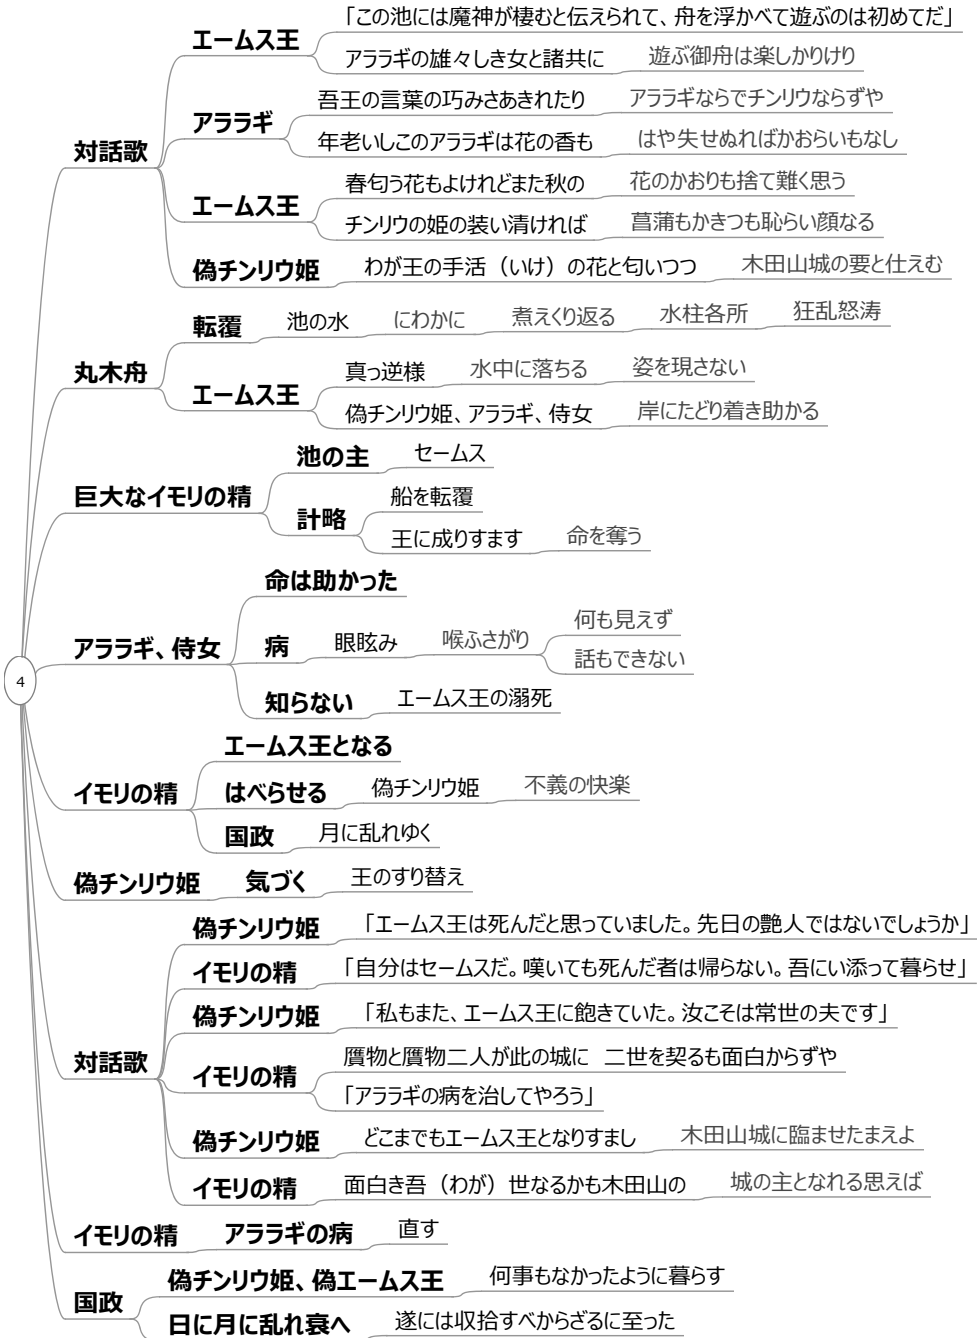 4
対話歌
エームス王
「この池には魔神が棲むと伝えられて、舟を浮かべて遊ぶのは初めてだ」
アララギの雄々しき女と諸共に 遊ぶ御舟は楽しかりけり
アララギ
吾王の言葉の巧みさあきれたり アララギならでチンリウならずや
年老いしこのアララギは花の香も はや失せぬればかおらいもなし
エームス王
春匂う花もよけれどまた秋の 花のかおりも捨て難く思う
チンリウの姫の装い清ければ 菖蒲もかきつも恥らい顔なる
偽チンリウ姫 わが王の手活（いけ）の花と匂いつつ 木田山城の要と仕えむ
丸木舟
転覆 池の水 にわかに 煮えくり返る 水柱各所 狂乱怒涛
エームス王
真っ逆様 水中に落ちる 姿を現さない
偽チンリウ姫、アララギ、侍女 岸にたどり着き助かる
巨大なイモリの精
池の主 セームス
計略
船を転覆
王に成りすます 命を奪う
アララギ、侍女
命は助かった
病 眼眩み 喉ふさがり
何も見えず
話もできない
知らない エームス王の溺死
イモリの精
エームス王となる
はべらせる 偽チンリウ姫 不義の快楽
国政 月に乱れゆく
偽チンリウ姫 気づく 王のすり替え
対話歌
偽チンリウ姫 「エームス王は死んだと思っていました。先日の艶人ではないでしょうか」
イモリの精 「自分はセームスだ。嘆いても死んだ者は帰らない。吾にい添って暮らせ」
偽チンリウ姫 「私もまた、エームス王に飽きていた。汝こそは常世の夫です」
イモリの精
贋物と贋物二人が此の城に 二世を契るも面白からずや
「アララギの病を治してやろう」
偽チンリウ姫 どこまでもエームス王となりすまし 木田山城に臨ませたまえよ
イモリの精 面白き吾（わが）世なるかも木田山の 城の主となれる思えば
イモリの精 アララギの病 直す
国政
偽チンリウ姫、偽エームス王 何事もなかったように暮らす
日に月に乱れ衰へ 遂には収拾すべからざるに至った